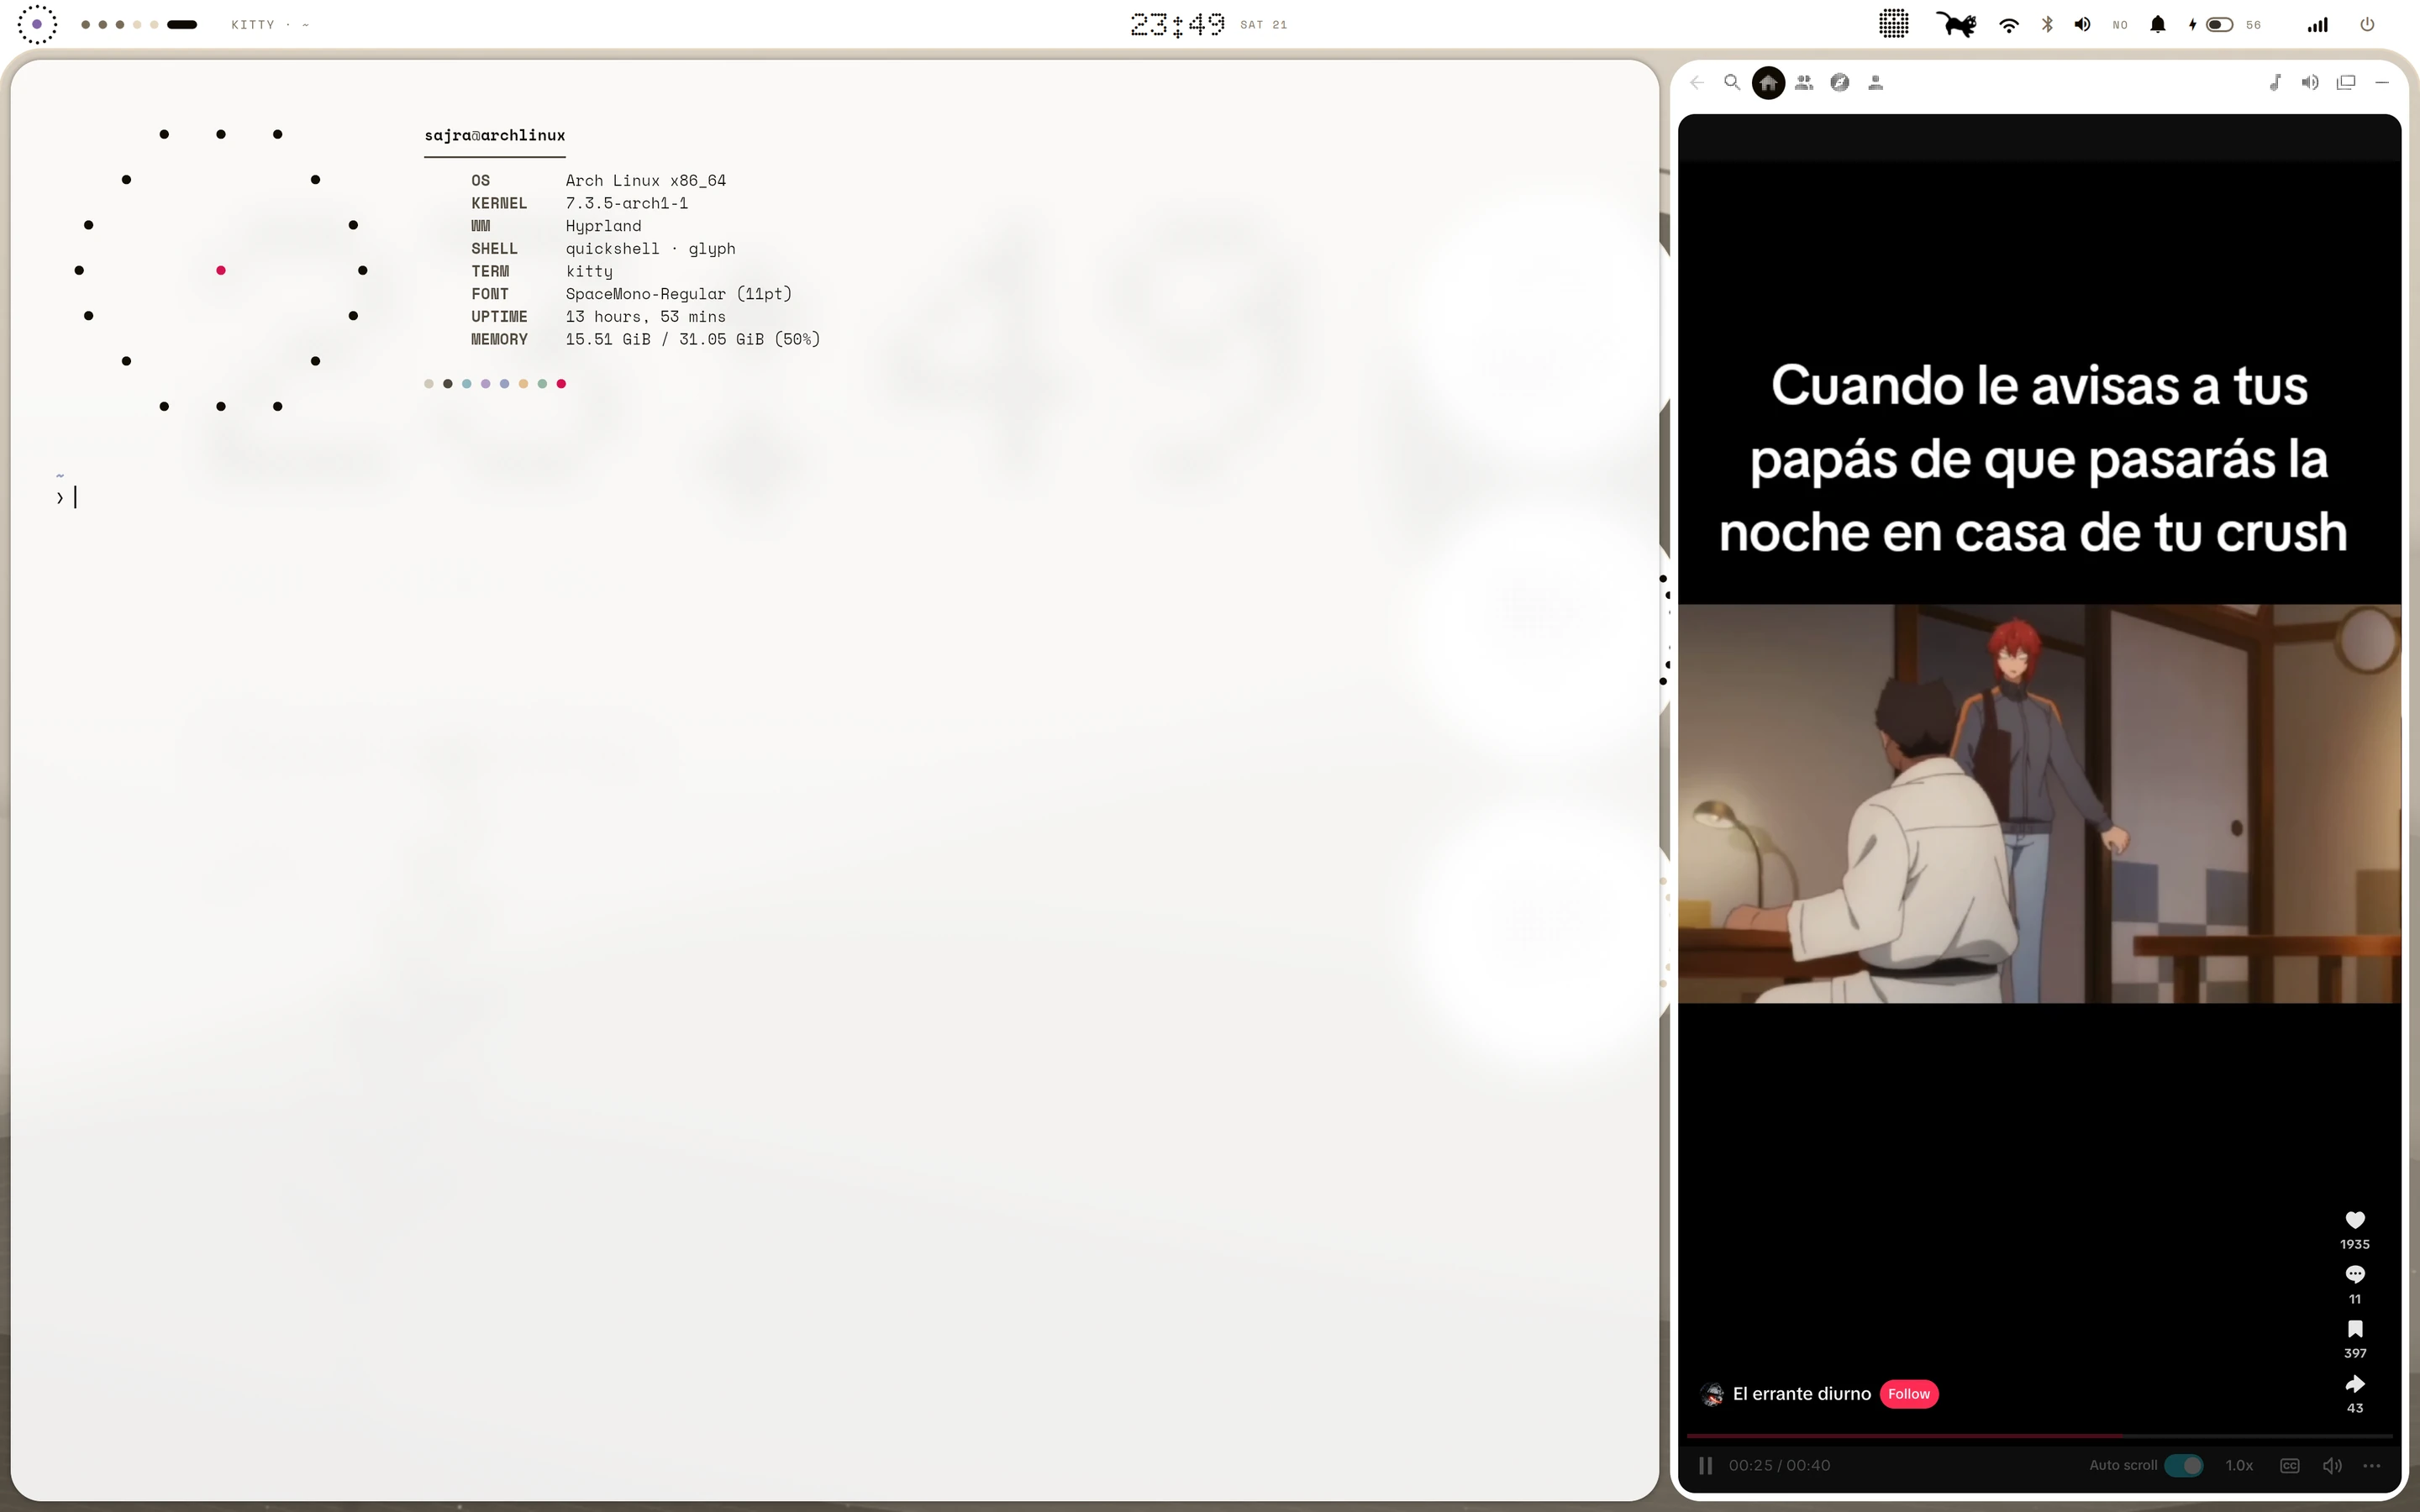 KITTY · ~
23:49 SAT 21
NO
56
sajra@archlinux
OS Arch Linux x86_64
KERNEL 7.3.5-arch1-1
WM Hyprland
SHELL quickshell · glyph
TERM kitty
FONT SpaceMono-Regular (11pt)
UPTIME 13 hours, 53 mins
MEMORY 15.51 GiB / 31.05 GiB (50%)
~
❯
Cuando le avisas a tus
papás de que pasarás la
noche en casa de tu crush
1935
11
397
43
El errante diurno Follow
00:25 / 00:40
Auto scroll 1.0x CC